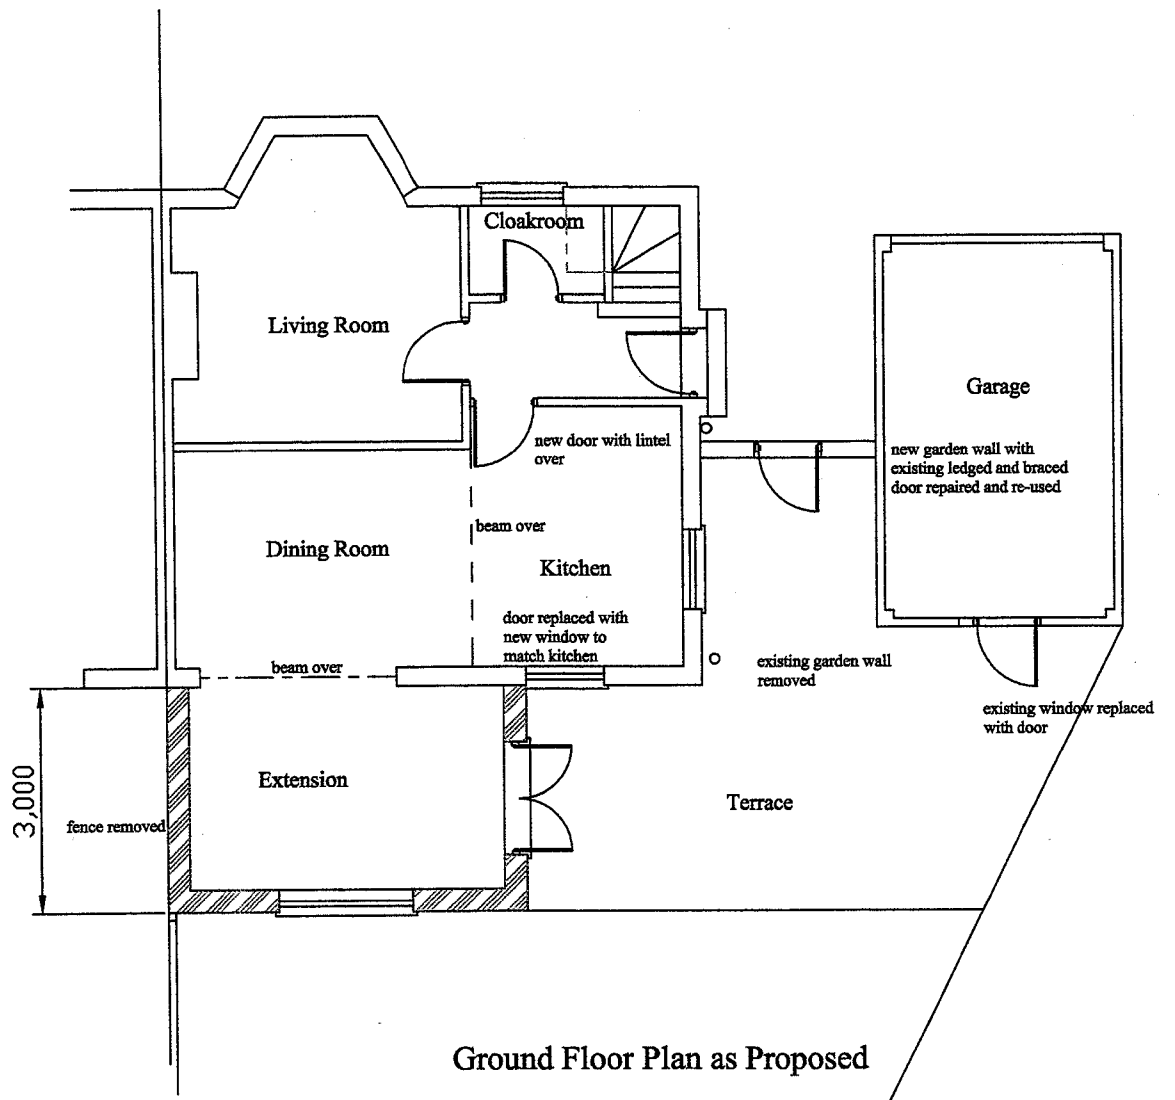 Cloakroom
Living Room
Garage
new door with lintel
over
new garden wall with
existing ledged and braced
door repaired and re-used
beam over
Dining Room
Kitchen
door replaced with
new window to
match kitchen
beam over
existing garden wall
removed
existing window replaced
with door
Extension
Terrace
3,000
fence removed
Ground Floor Plan as Proposed